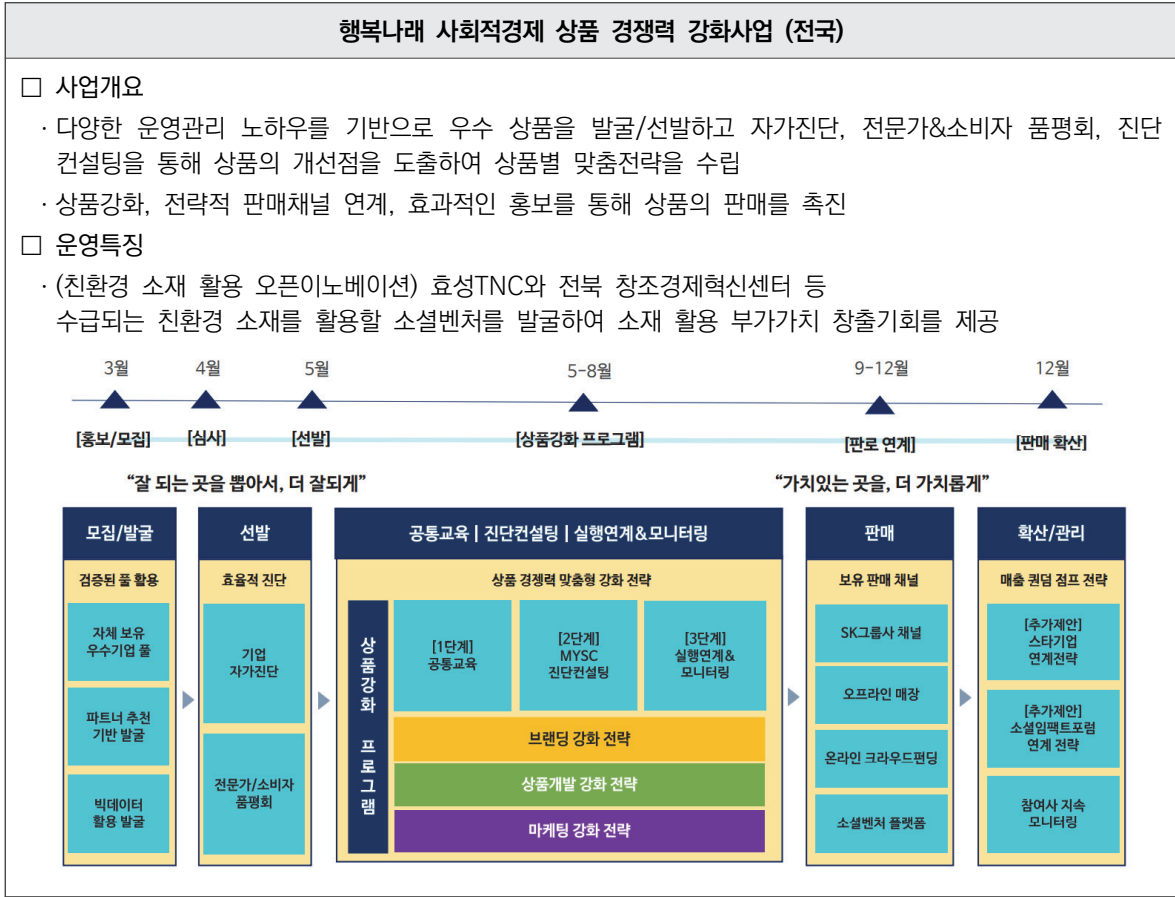 행복나래 사회적경제 상품 경쟁력 강화사업 (전국)
□ 사업개요
· 다양한 운영관리 노하우를 기반으로 우수 상품을 발굴/선발하고 자가진단, 전문가&소비자 품평회, 진단
컨설팅을 통해 상품의 개선점을 도출하여 상품별 맞춤전략을 수립
· 상품강화, 전략적 판매채널 연계, 효과적인 홍보를 통해 상품의 판매를 촉진
□ 운영특징
· (친환경 소재 활용 오픈이노베이션) 효성TNC와 전북 창조경제혁신센터 등
수급되는 친환경 소재를 활용할 소셜벤처를 발굴하여 소재 활용 부가가치 창출기회를 제공
3월 4월 5월 5-8월 9-12월 12월
[홍보/모집] [심사] [선발] [상품강화 프로그램] [판로 연계] [판매 확산]
“잘 되는 곳을 뽑아서, 더 잘되게” “가치있는 곳을, 더 가치롭게”
모집/발굴
검증된 풀 활용
자체 보유
우수기업 풀
파트너 추천
기반 발굴
빅데이터
활용 발굴
선발
효율적 진단
기업
자가진단
전문가/소비자
품평회
공통교육 | 진단컨설팅 | 실행연계&모니터링
상품 경젱력 맞춤형 강화 전략
상품강화 프로그램
[1단계]
공통교육
[2단계]
MYSC
진단컨설팅
[3단계]
실행연계&
모니터링
브랜딩 강화 전략
상품개발 강화 전략
마케팅 강화 전략
판매
보유 판매 채널
SK그룹사 채널
오프라인 매장
온라인 크라우드펀딩
소셜벤처 플랫폼
확산/관리
매출 퀀덤 점프 전략
[추가제안]
스타기업
연계전략
[추가제안]
소셜임팩트포럼
연계 전략
참여사 지속
모니터링